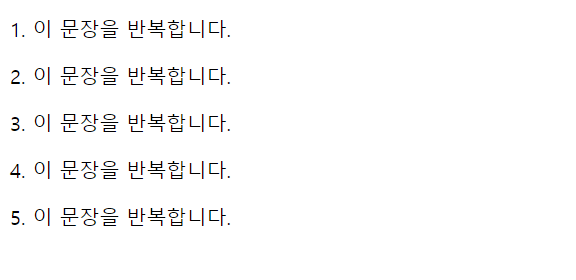 1. 이 문장을 반복합니다.
2. 이 문장을 반복합니다.
3. 이 문장을 반복합니다.
4. 이 문장을 반복합니다.
5. 이 문장을 반복합니다.